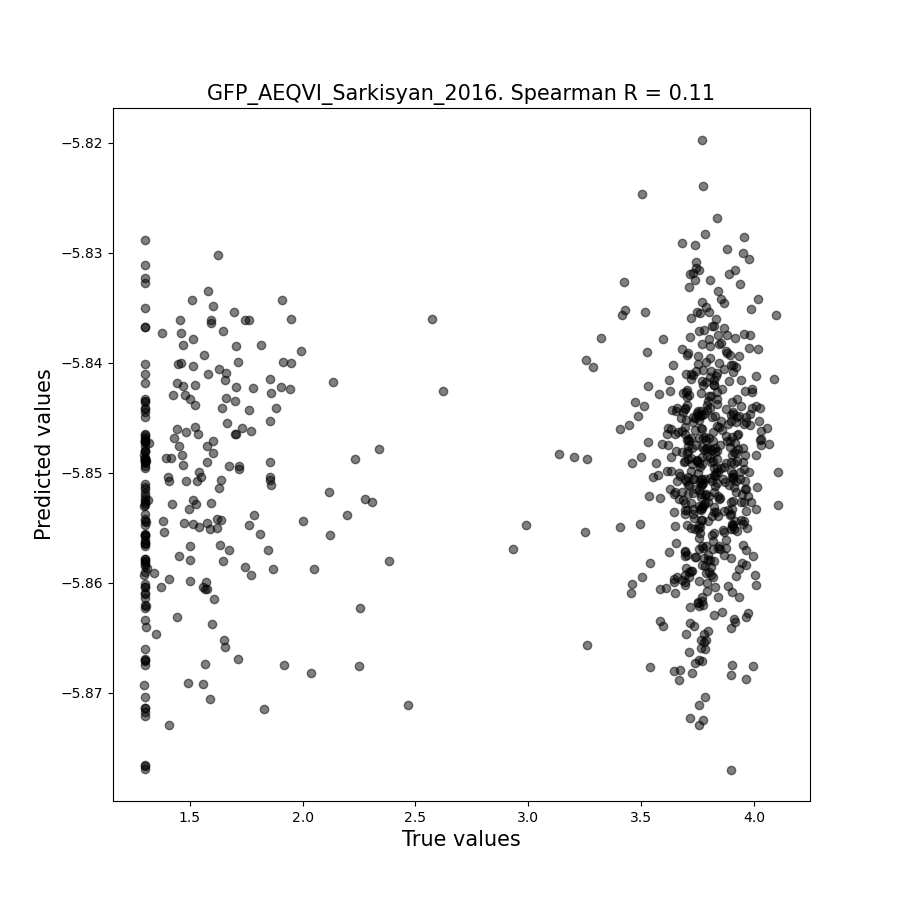 GFP_AEQVI_Sarkisyan_2016. Spearman R = 0.11
−5.82
−5.83
−5.84
−5.85
−5.86
−5.87
Predicted values
1.5 2.0 2.5 3.0 3.5 4.0
True values